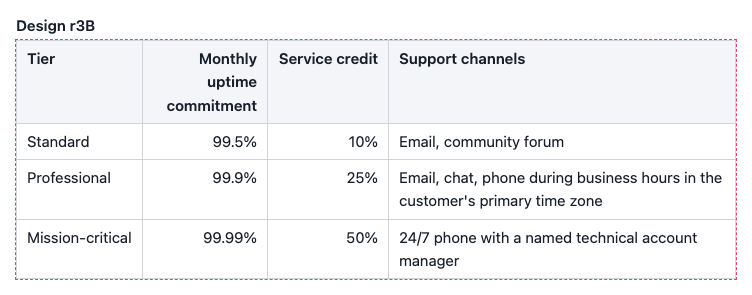 Design r3B
Tier
Monthly
uptime
commitment
Service credit
Support channels
Standard
99.5%
10%
Email, community forum
Professional
99.9%
25%
Email, chat, phone during business hours in the
customer's primary time zone
Mission-critical
99.99%
50%
24/7 phone with a named technical account
manager